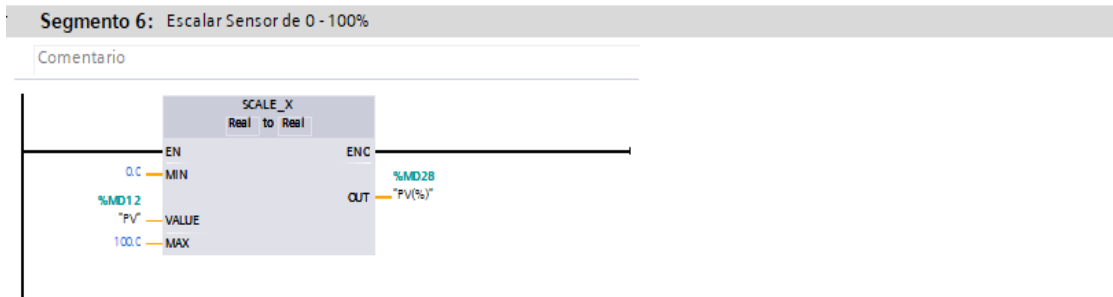 Segmento 6: Escalar Sensor de 0 - 100%
Comentario
SCALE_X
Real to Real
EN ENO
0.0 MIN
%MD12
"PV" VALUE
100.0 MAX
%MD28
OUT "PV(%)"